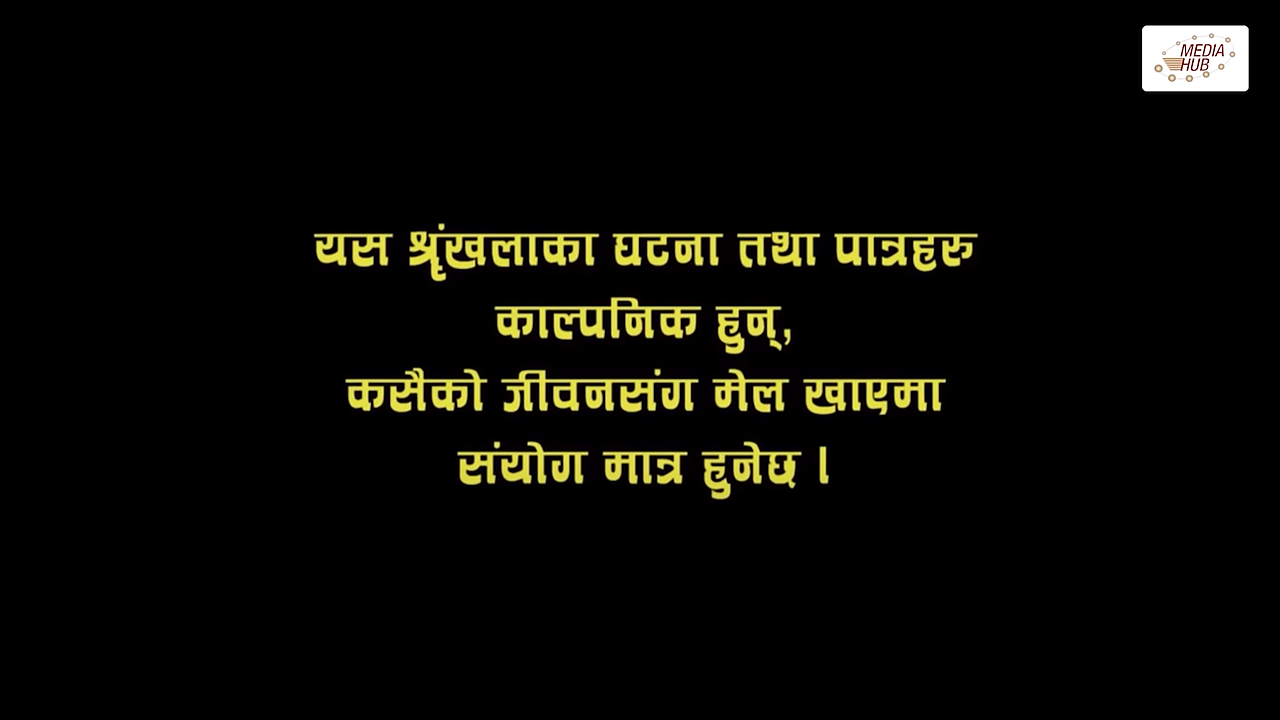 MEDIA
HUB
यस श्रृंखलाका घटना तथा पात्रहरु
काल्पनिक हुन्,
कसैको जीवनसंग मेल खाएमा
संयोग मात्र हुनेछ ।